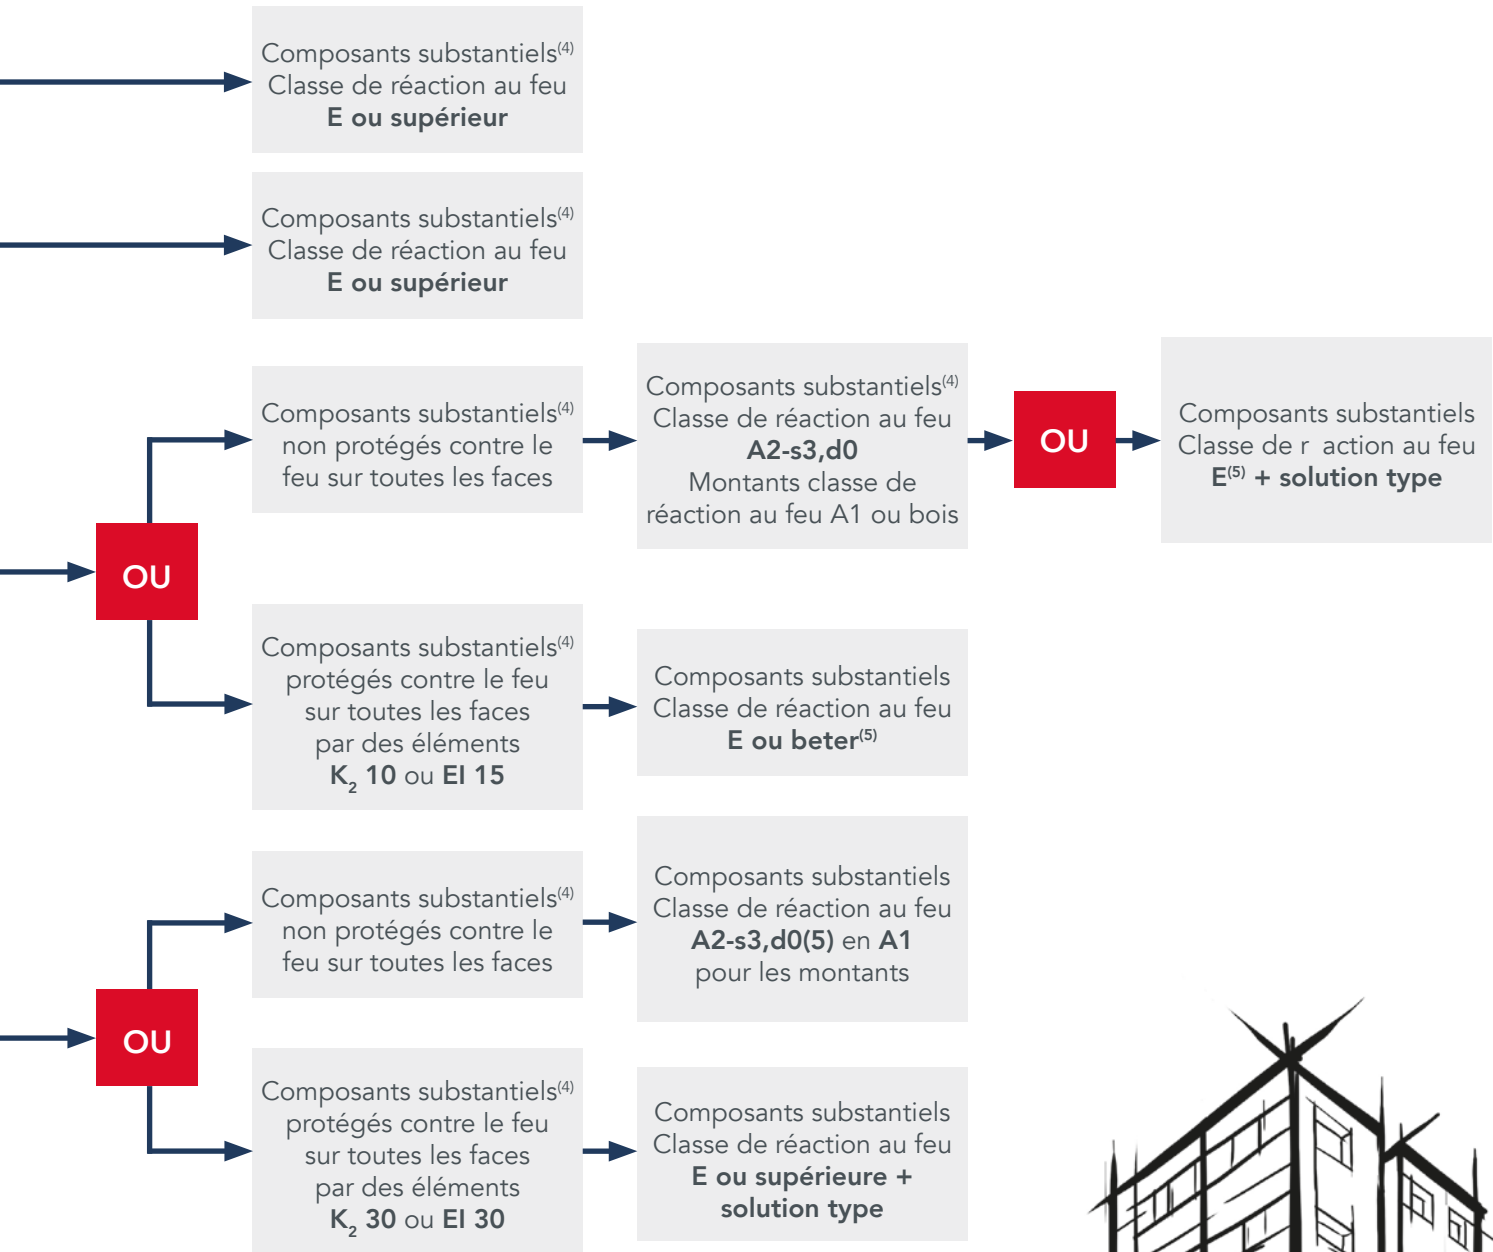 Composants substantiels(4)
Classe de réaction au feu
E ou supérieur
Composants substantiels(4)
Classe de réaction au feu
E ou supérieur
Composants substantiels(4)
non protégés contre le
feu sur toutes les faces
Composants substantiels(4)
Classe de réaction au feu
A2-s3,d0
Montants classe de
réaction au feu A1 ou bois
OU
Composants substantiels
Classe de r action au feu
E(5) + solution type
OU
Composants substantiels(4)
protégés contre le feu
sur toutes les faces
par des éléments
K2 10 ou EI 15
Composants substantiels
Classe de réaction au feu
E ou beter(5)
Composants substantiels(4)
non protégés contre le
feu sur toutes les faces
Composants substantiels
Classe de réaction au feu
A2-s3,d0(5) en A1
pour les montants
OU
Composants substantiels(4)
protégés contre le feu
sur toutes les faces
par des éléments
K2 30 ou EI 30
Composants substantiels
Classe de réaction au feu
E ou supérieure +
solution type